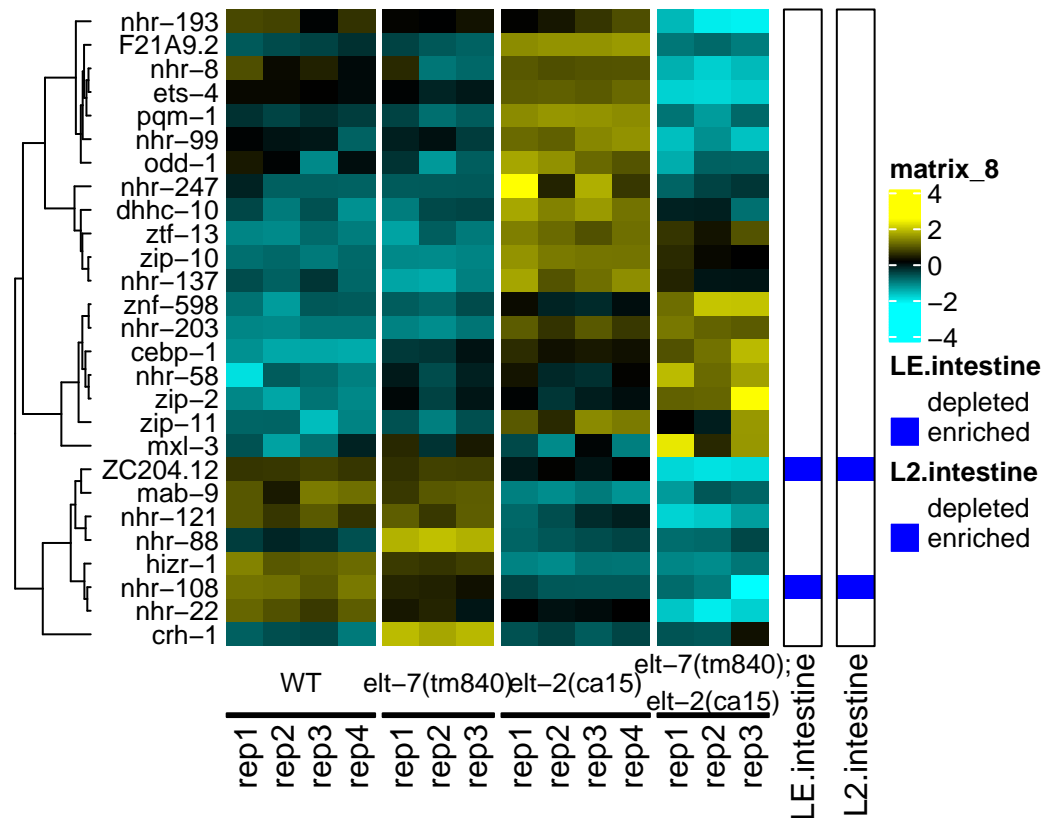 nhr−193
F21A9.2
nhr−8
ets−4
pqm−1
nhr−99
odd−1
nhr−247
dhhc−10
ztf−13
zip−10
nhr−137
znf−598
nhr−203
cebp−1
nhr−58
zip−2
zip−11
mxl−3
ZC204.12
mab−9
nhr−121
nhr−88
hizr−1
nhr−108
nhr−22
crh−1
WT
elt−7(tm840)
elt−2(ca15)
elt−7(tm840);
elt−2(ca15)
rep1
rep2
rep3
rep4
rep1
rep2
rep3
rep1
rep2
rep3
rep4
rep1
rep2
rep3
LE.intestine
L2.intestine
matrix_8
4
2
0
−2
−4
LE.intestine
depleted
enriched
L2.intestine
depleted
enriched